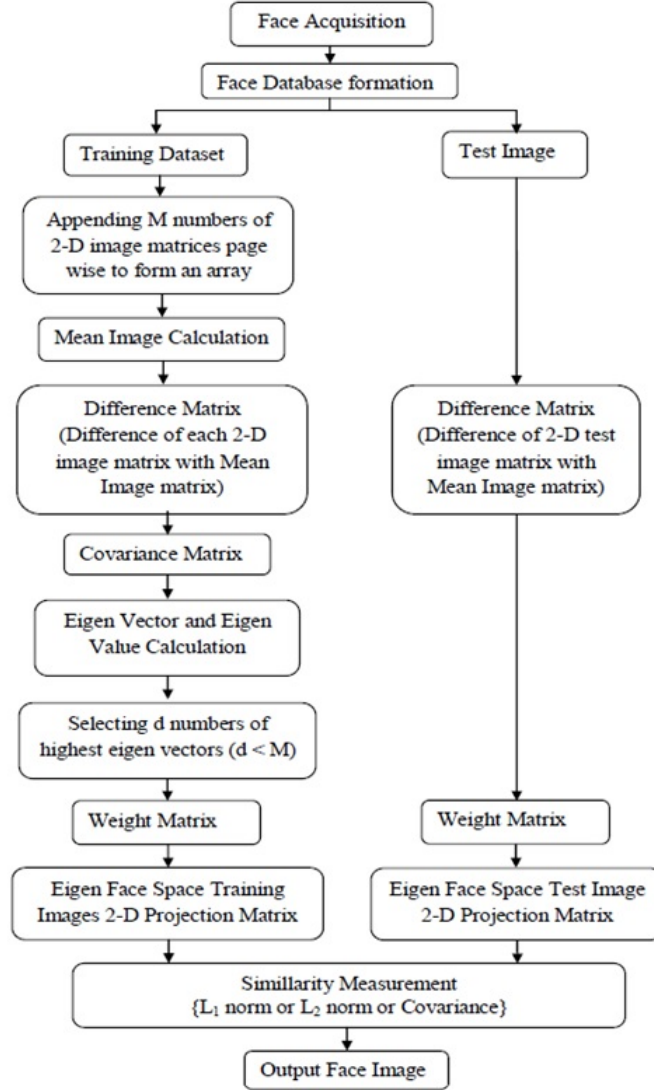 Face Acquisition
Face Database formation
Training Dataset
Test Image
Appending M numbers of
2-D image matrices page
wise to form an array
Mean Image Calculation
Difference Matrix
(Difference of each 2-D
image matrix with Mean
Image matrix)
Difference Matrix
(Difference of 2-D test
image matrix with
Mean Image matrix)
Covariance Matrix
Eigen Vector and Eigen
Value Calculation
Selecting d numbers of
highest eigen vectors (d < M)
Weight Matrix
Weight Matrix
Eigen Face Space Training
Images 2-D Projection Matrix
Eigen Face Space Test Image
2-D Projection Matrix
Simillarity Measurement
{L₁ norm or L₂ norm or Covariance}
Output Face Image